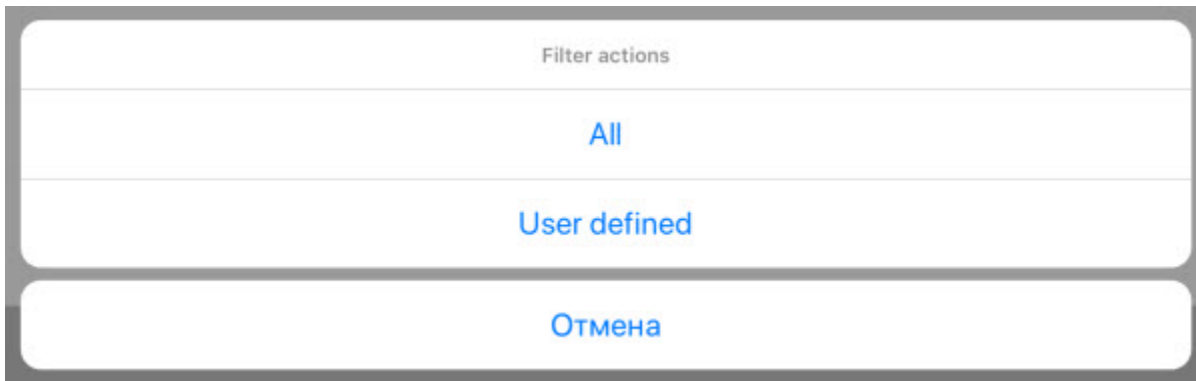 Filter actions
All
User defined
Отмена